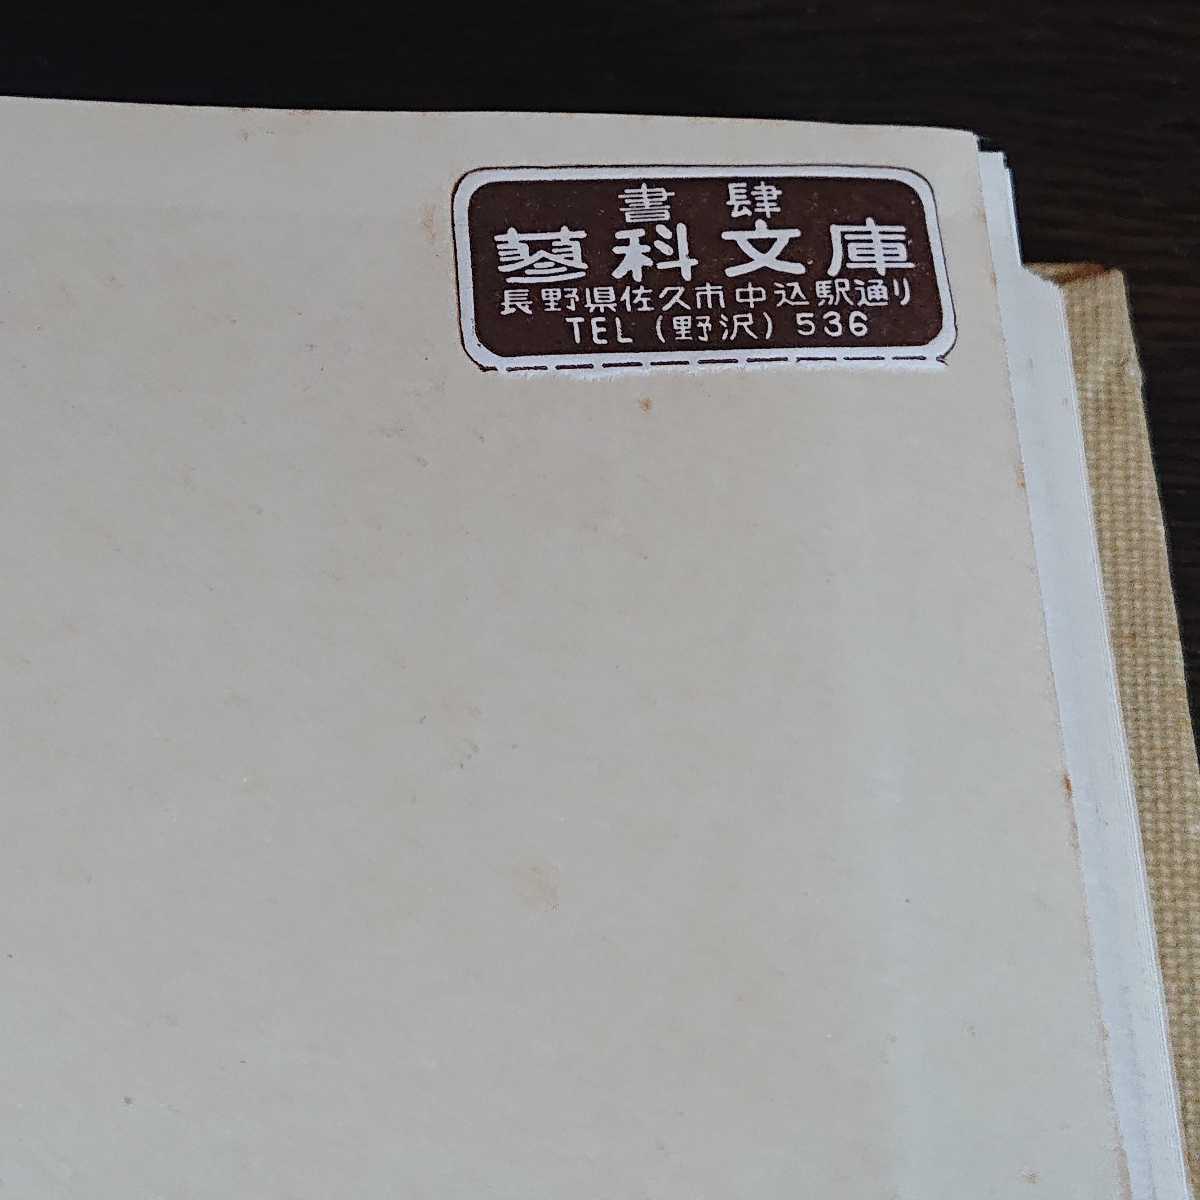 書肆
蓼科文庫
長野県佐久市中込駅通り
TEL (野沢) 536